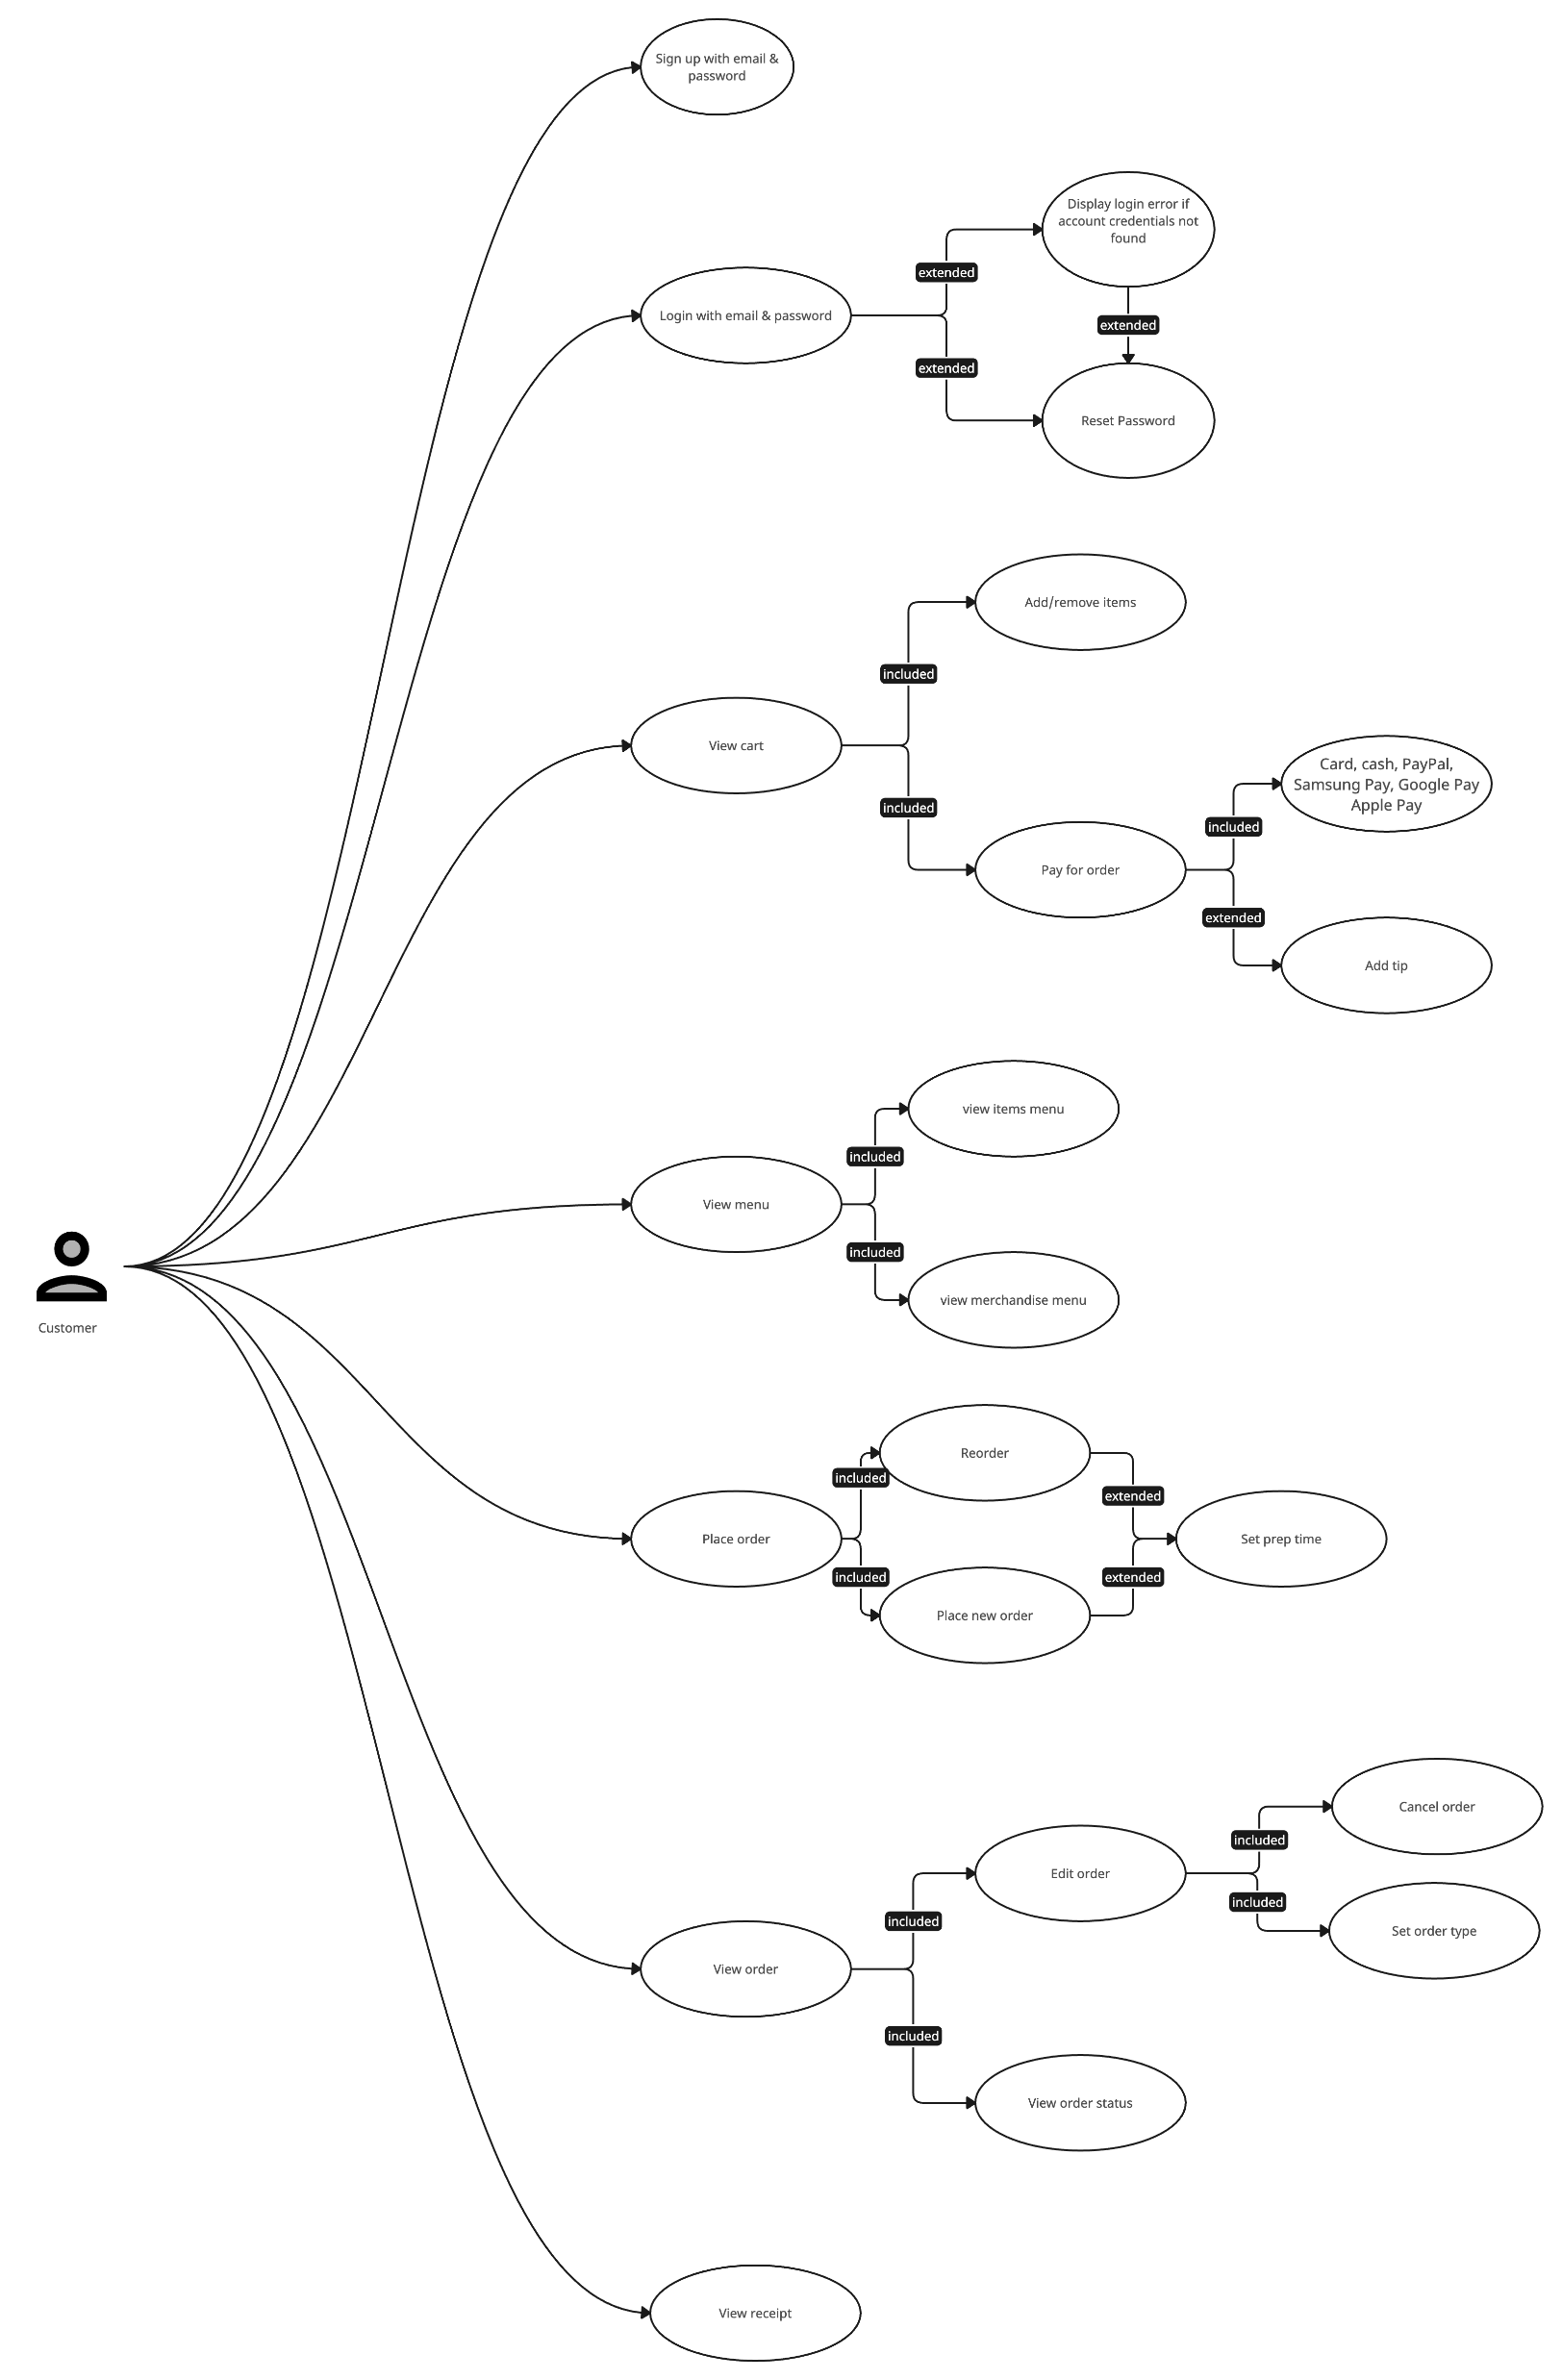 Sign up with email &
password
Display login error if
account credentials not
found
extended
extended
Login with email & password
extended
Reset Password
Add/remove items
included
View cart
Card, cash, PayPal,
Samsung Pay, Google Pay
Apple Pay
included
included
Pay for order
extended
Add tip
view items menu
included
View menu
included
view merchandise menu
Customer
Reorder
included
extended
Place order
Set prep time
included
extended
Place new order
Cancel order
included
Edit order
included
included
Set order type
View order
included
View order status
View receipt